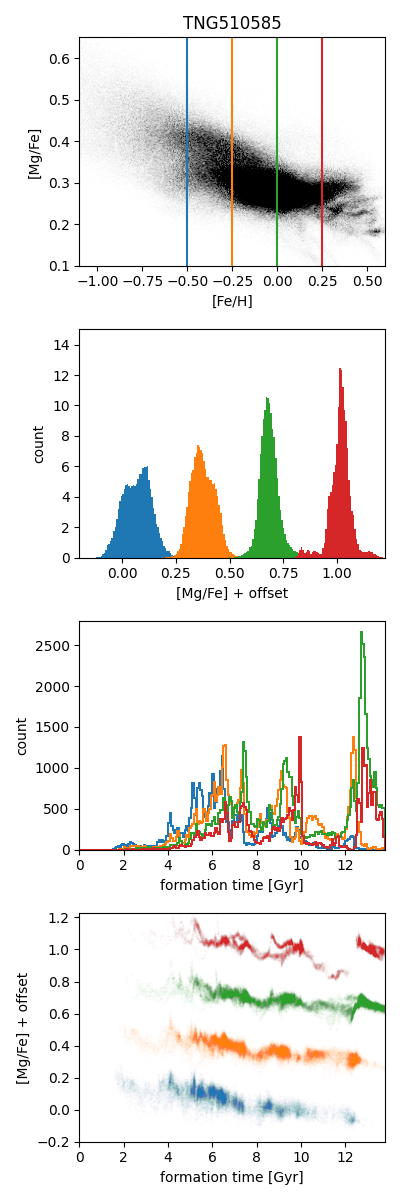 TNG510585
0.6
0.5
0.4
0.3
0.2
0.1
[Mg/Fe]
−1.00 −0.75 −0.50 −0.25 0.00 0.25 0.50
[Fe/H]
14
12
10
8
6
4
2
0
count
0.00 0.25 0.50 0.75 1.00
[Mg/Fe] + offset
2500
2000
1500
1000
500
0
count
0 2 4 6 8 10 12
formation time [Gyr]
1.2
1.0
0.8
0.6
0.4
0.2
0.0
−0.2
[Mg/Fe] + offset
0 2 4 6 8 10 12
formation time [Gyr]